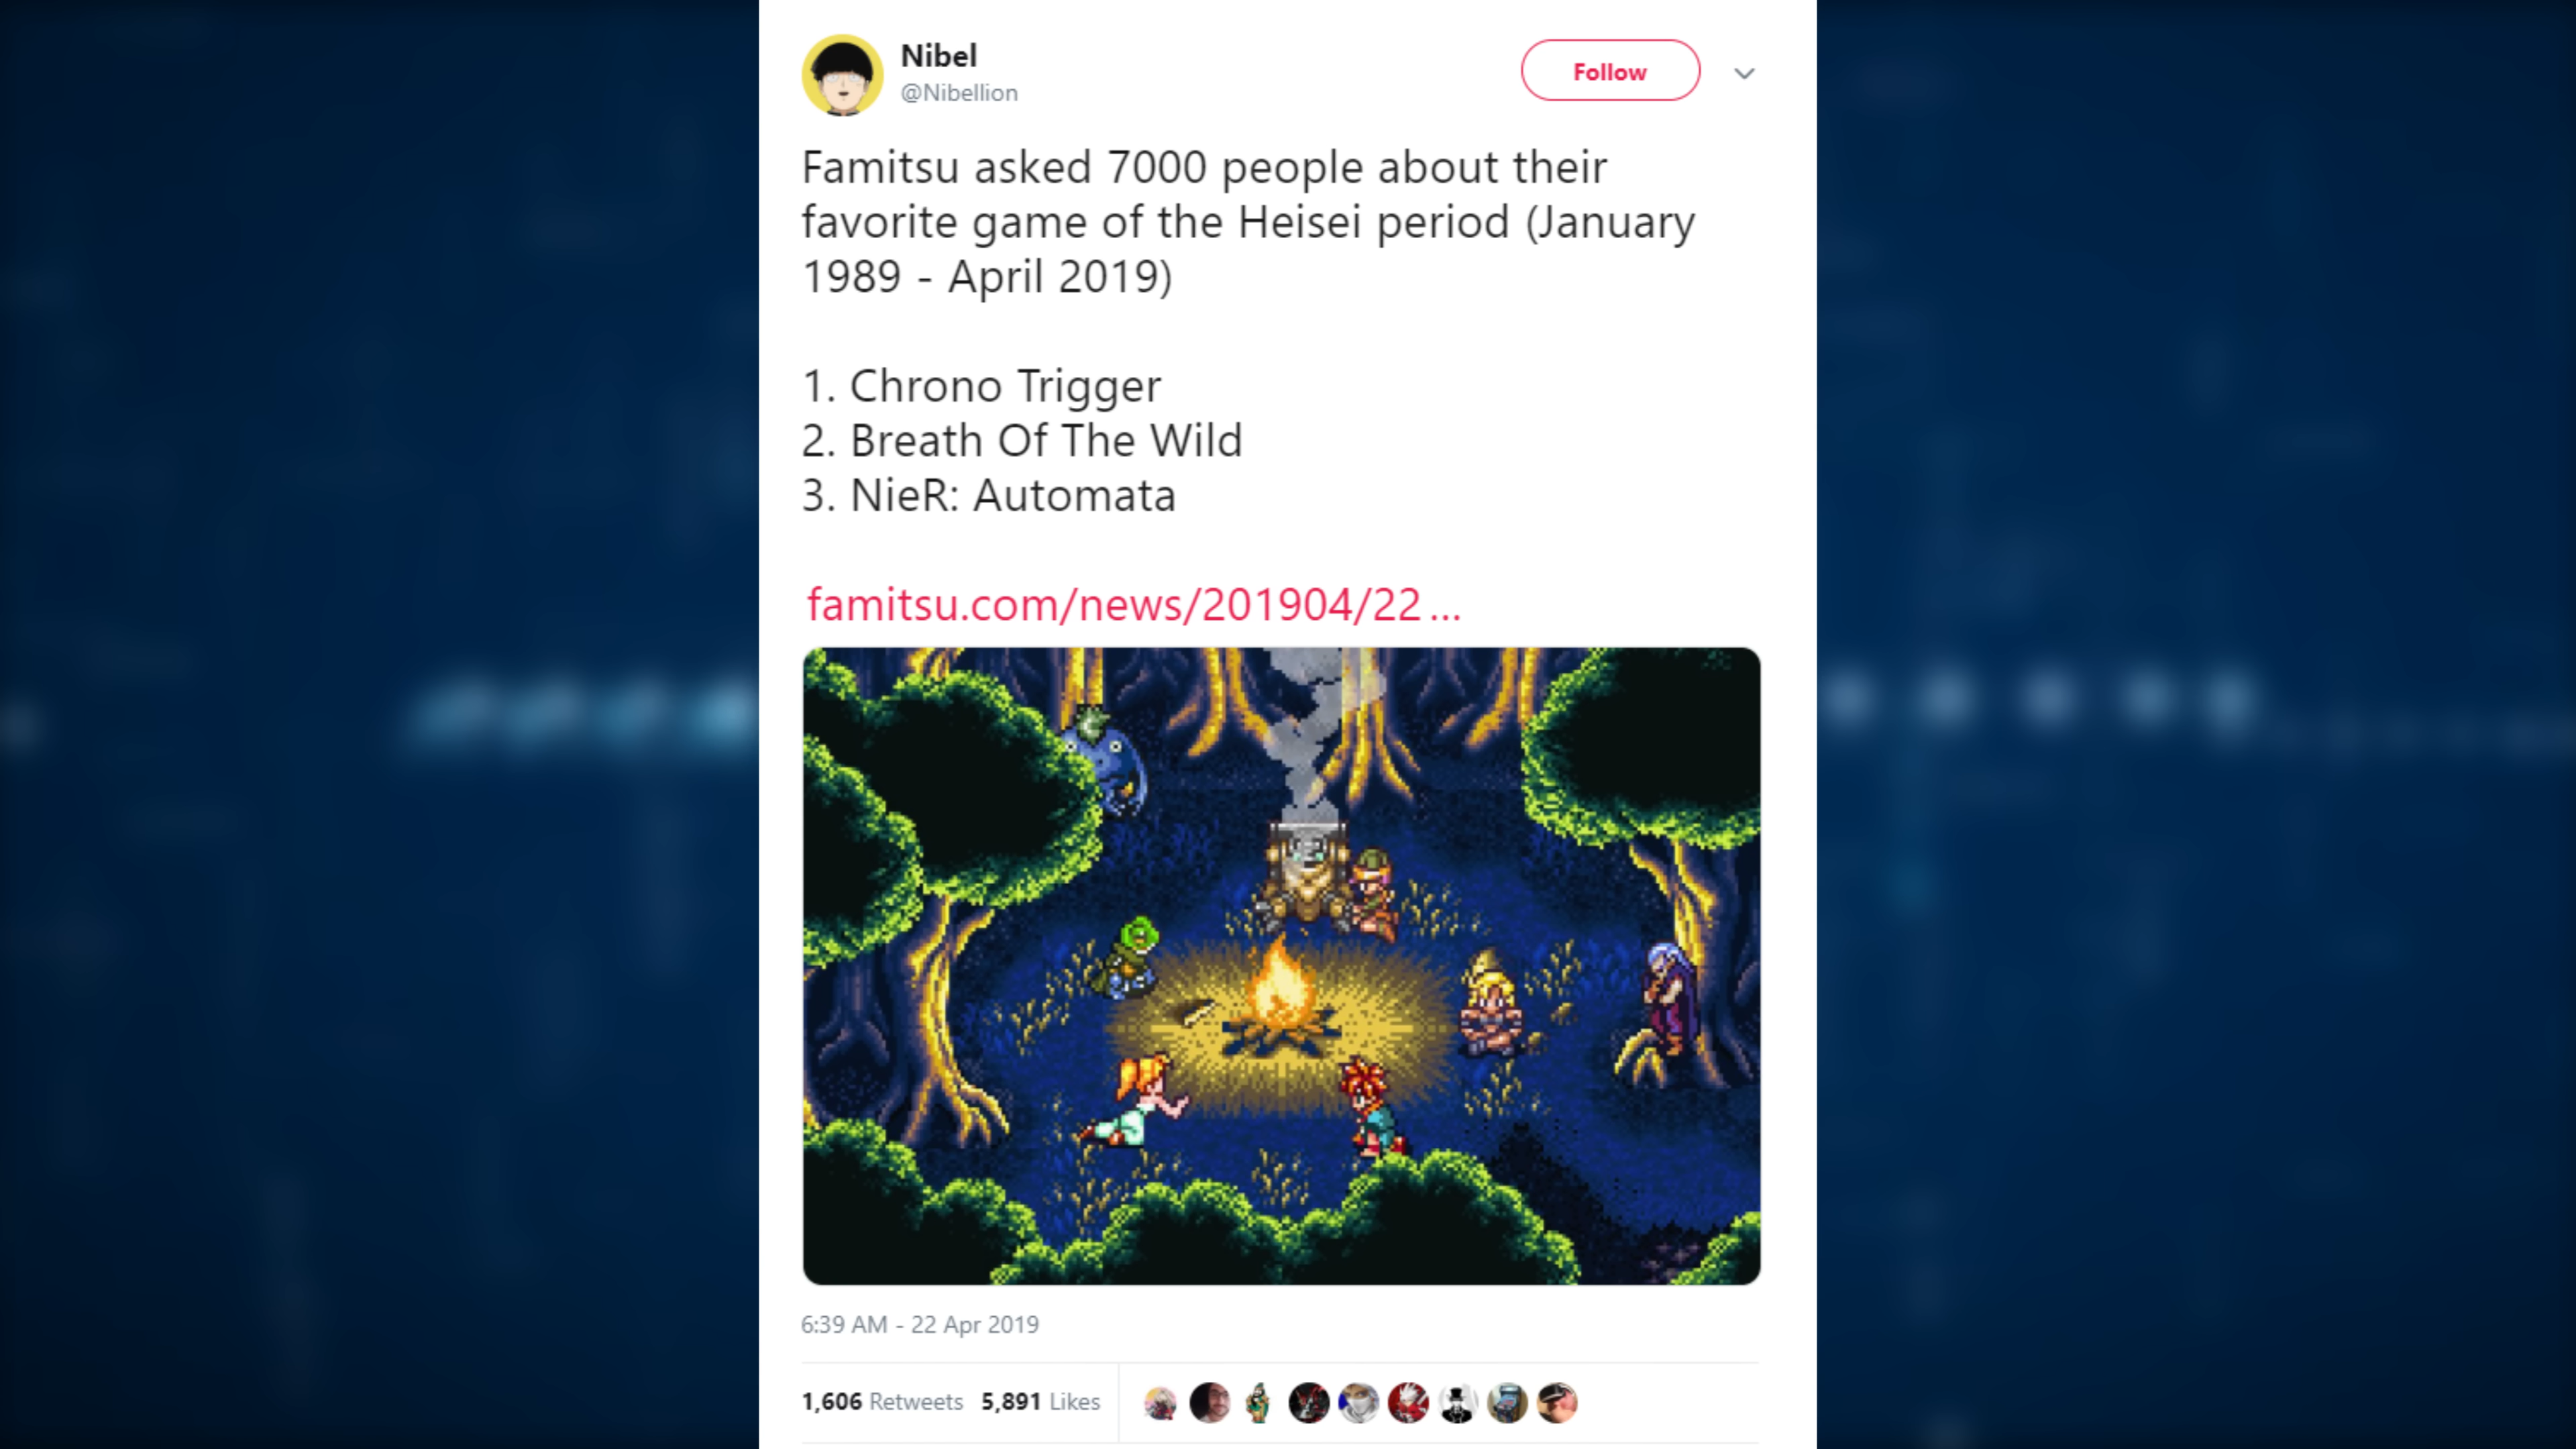 Nibel
@Nibellion
Follow
Famitsu asked 7000 people about their
favorite game of the Heisei period (January
1989 - April 2019)
1. Chrono Trigger
2. Breath Of The Wild
3. NieR: Automata
famitsu.com/news/201904/22...
6:39 AM - 22 Apr 2019
1,606 Retweets 5,891 Likes